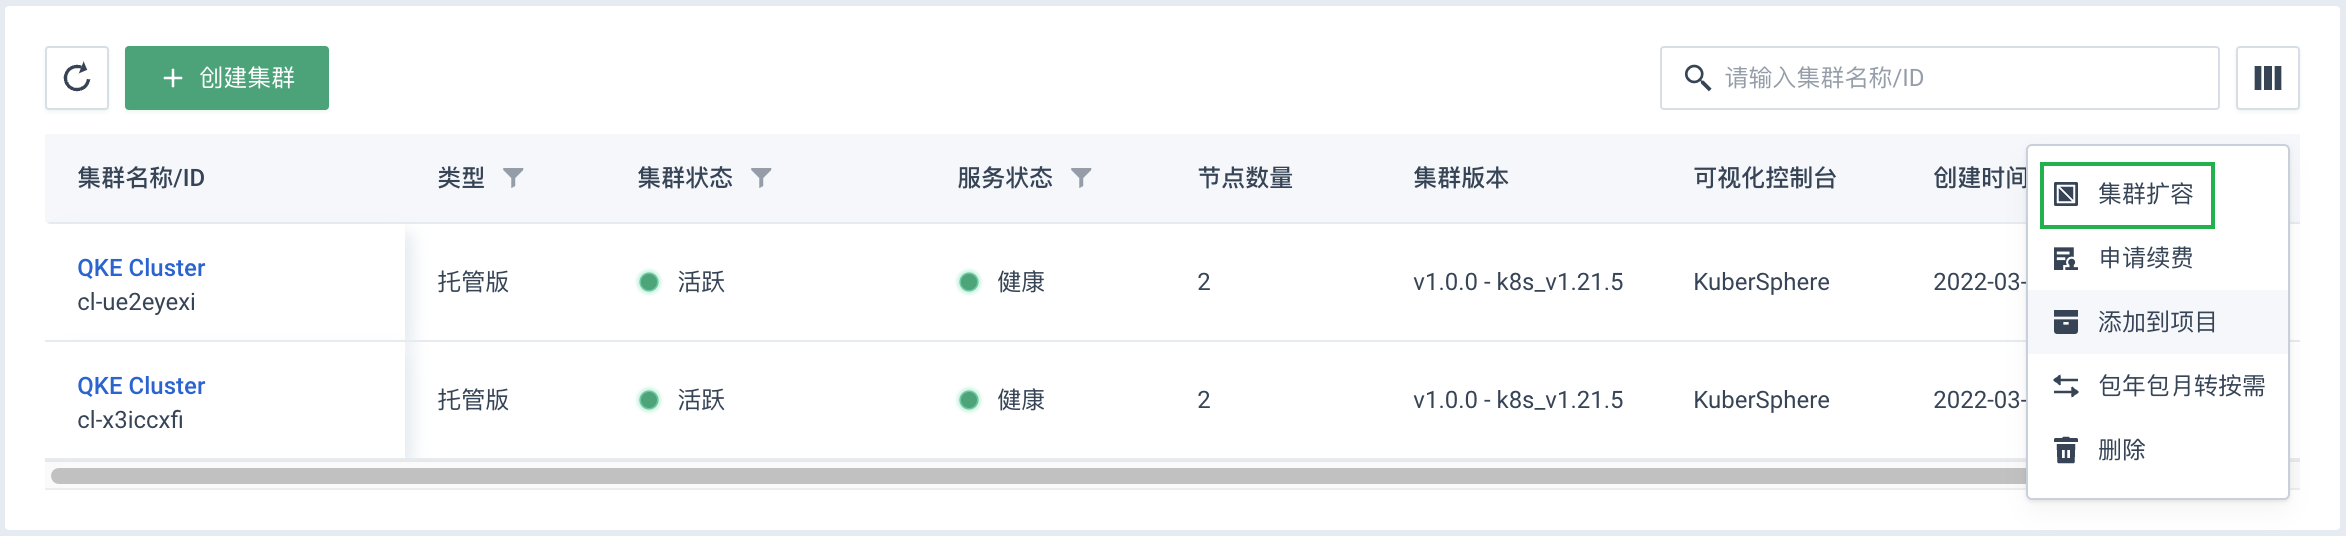 创建集群
请输入集群名称/ID
集群名称/ID 类型 集群状态 服务状态 节点数量 集群版本 可视化控制台 创建时间
QKE Cluster
cl-ue2eyexi
托管版 活跃 健康 2 v1.0.0 - k8s_v1.21.5 KuberSphere 2022-03-
QKE Cluster
cl-x3iccxfi
托管版 活跃 健康 2 v1.0.0 - k8s_v1.21.5 KuberSphere 2022-03-
集群扩容
申请续费
添加到项目
包年包月转按需
删除